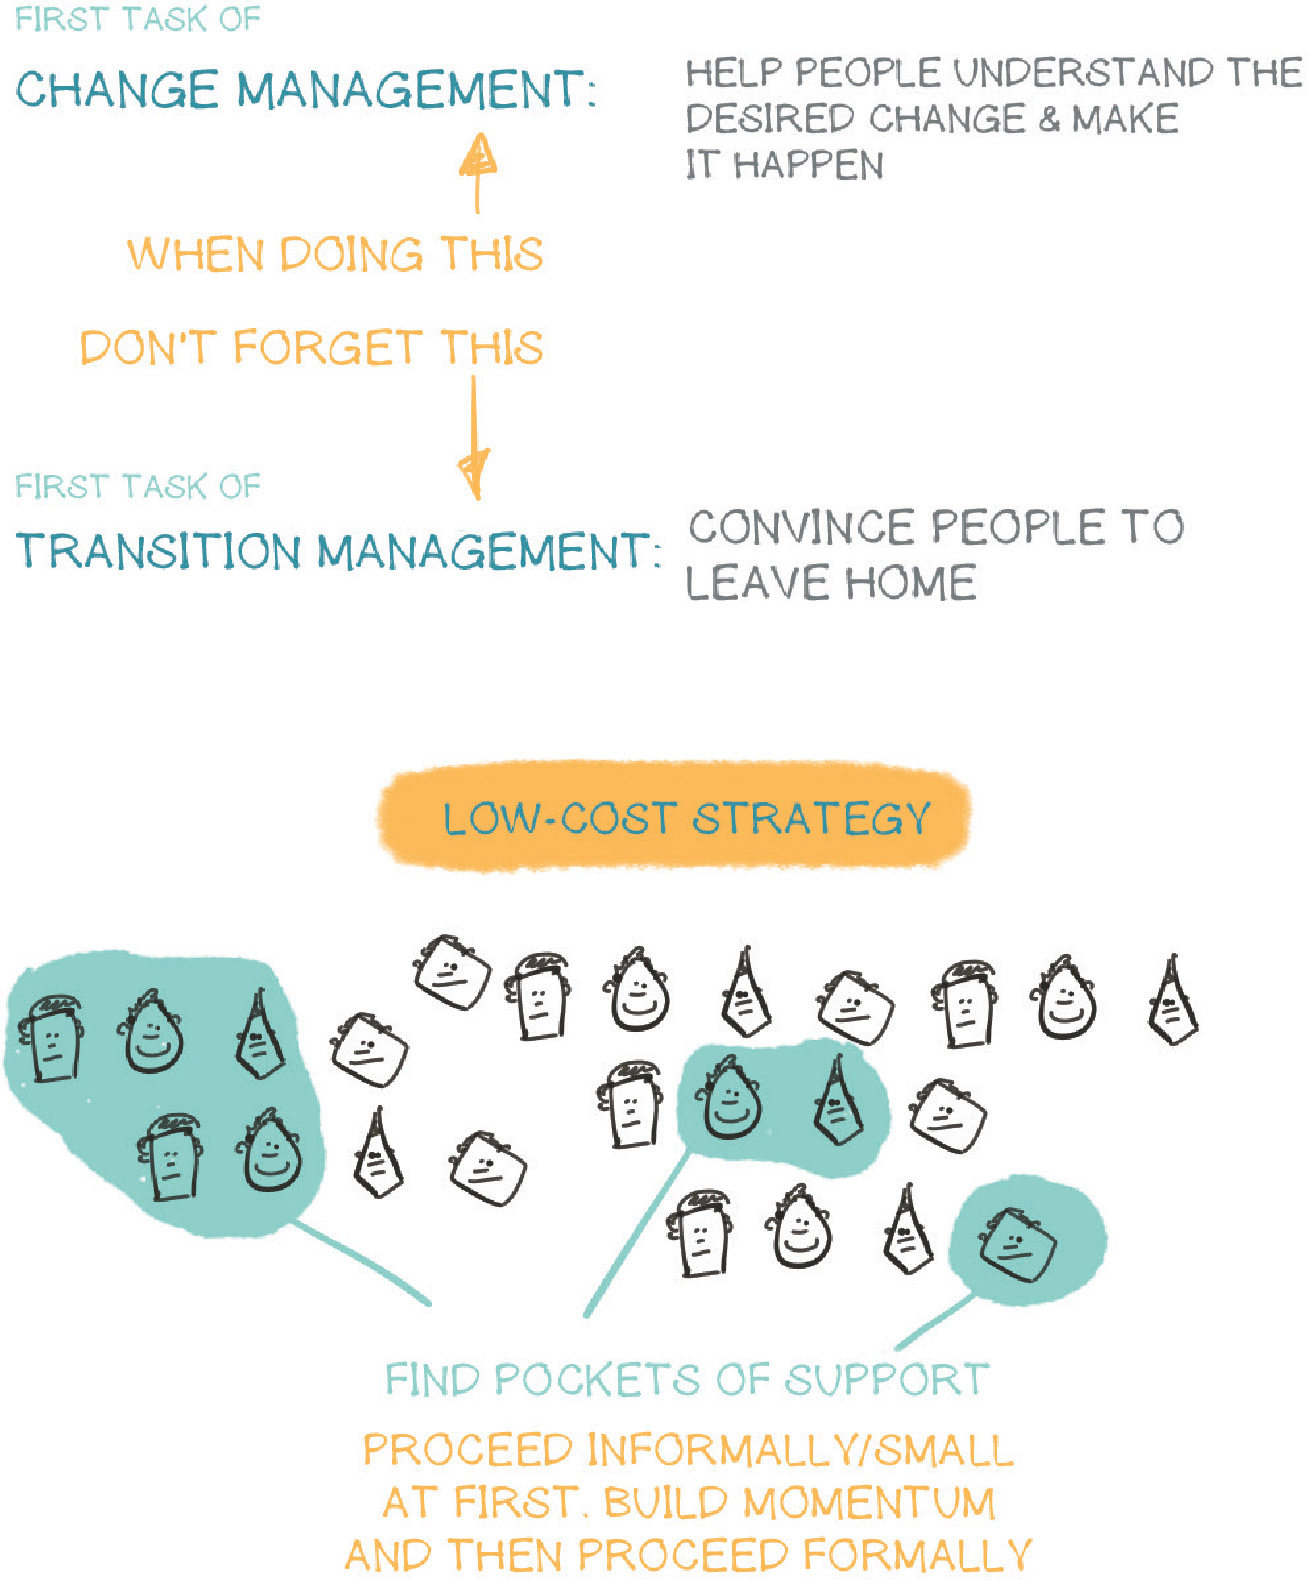 FIRST TASK OF
CHANGE MANAGEMENT:
HELP PEOPLE UNDERSTAND THE
DESIRED CHANGE & MAKE
IT HAPPEN
WHEN DOING THIS
DON'T FORGET THIS
FIRST TASK OF
TRANSITION MANAGEMENT:
CONVINCE PEOPLE TO
LEAVE HOME
LOW-COST STRATEGY
FIND POCKETS OF SUPPORT
PROCEED INFORMALLY/SMALL
AT FIRST. BUILD MOMENTUM
AND THEN PROCEED FORMALLY